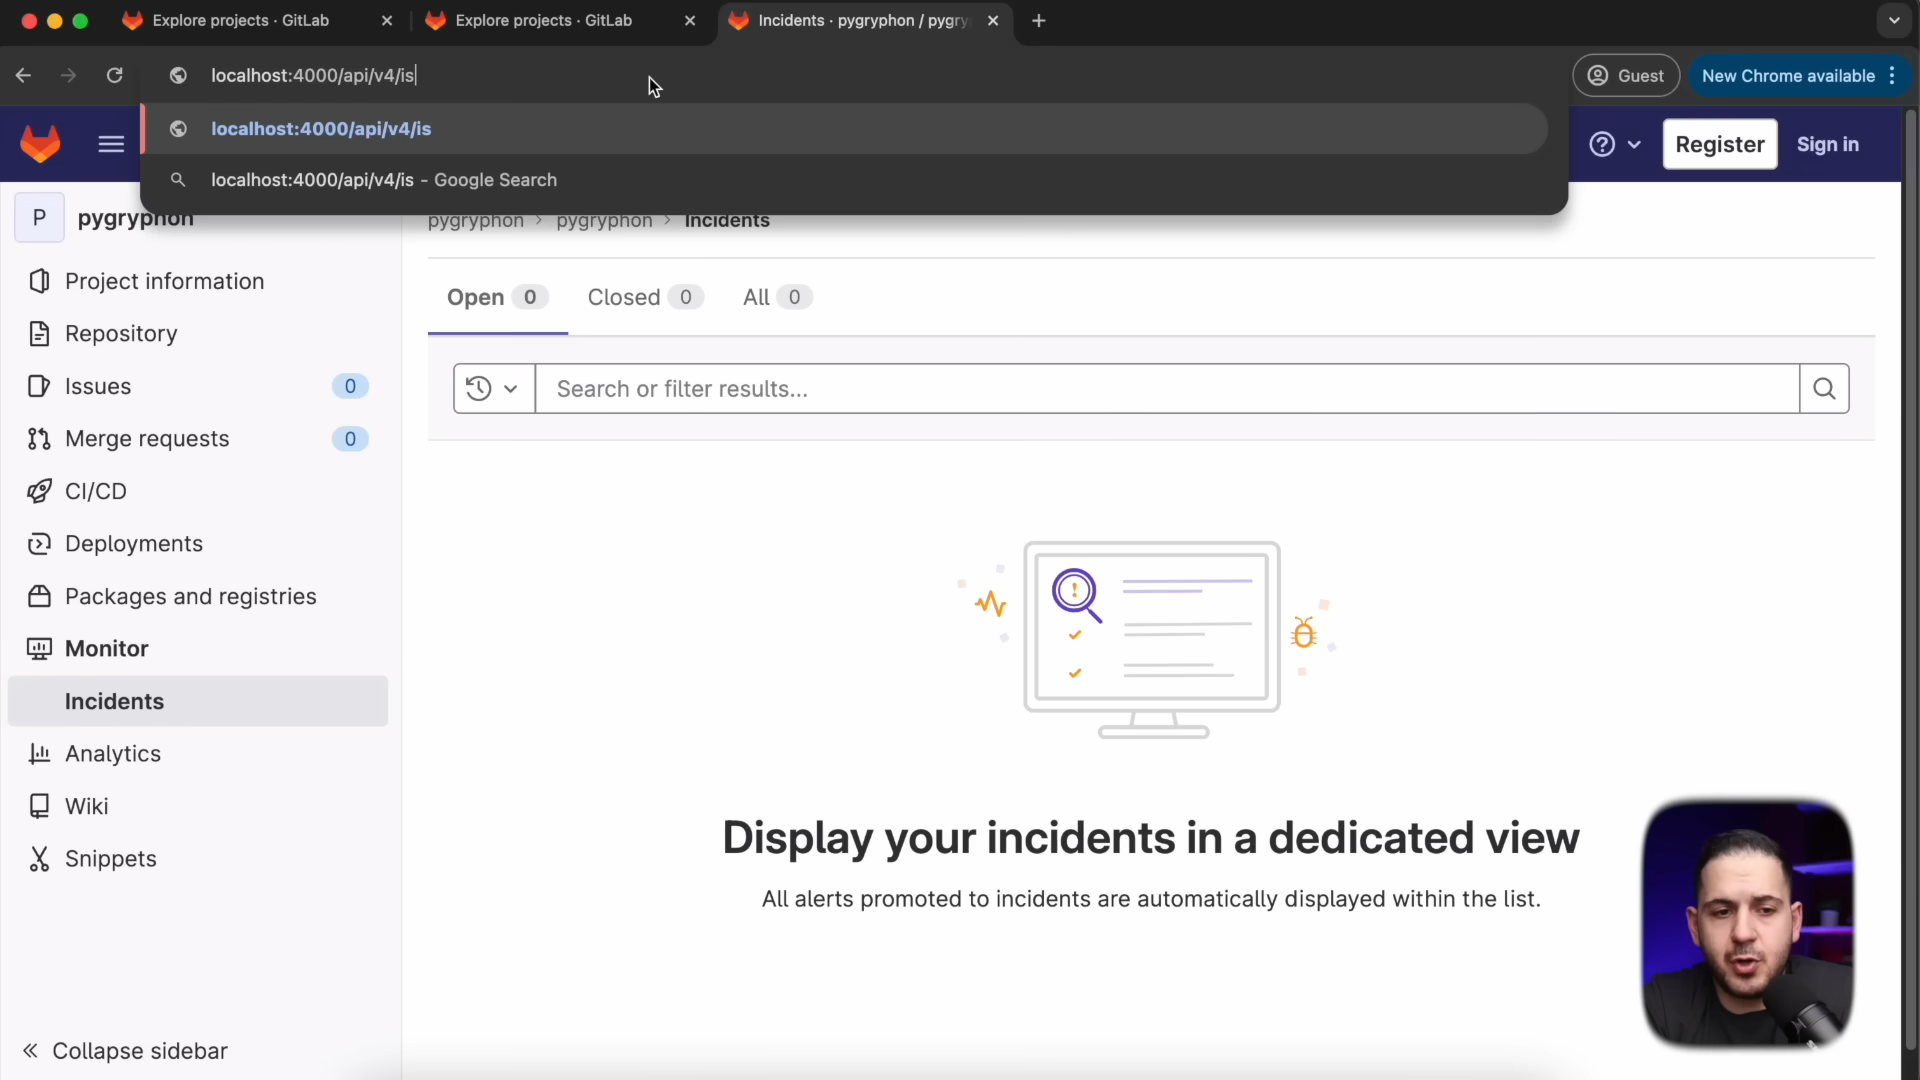 Explore projects · GitLab
Explore projects · GitLab
Incidents · pygryphon / pygry
localhost:4000/api/v4/is
Guest
New Chrome available
localhost:4000/api/v4/is
localhost:4000/api/v4/is - Google Search
Register
Sign in
P
pygryphon
pygryphon > pygryphon > Incidents
Project information
Repository
Issues 0
Merge requests 0
CI/CD
Deployments
Packages and registries
Monitor
Incidents
Analytics
Wiki
Snippets
Collapse sidebar
Open 0
Closed 0
All 0
Search or filter results...
Display your incidents in a dedicated view
All alerts promoted to incidents are automatically displayed within the list.